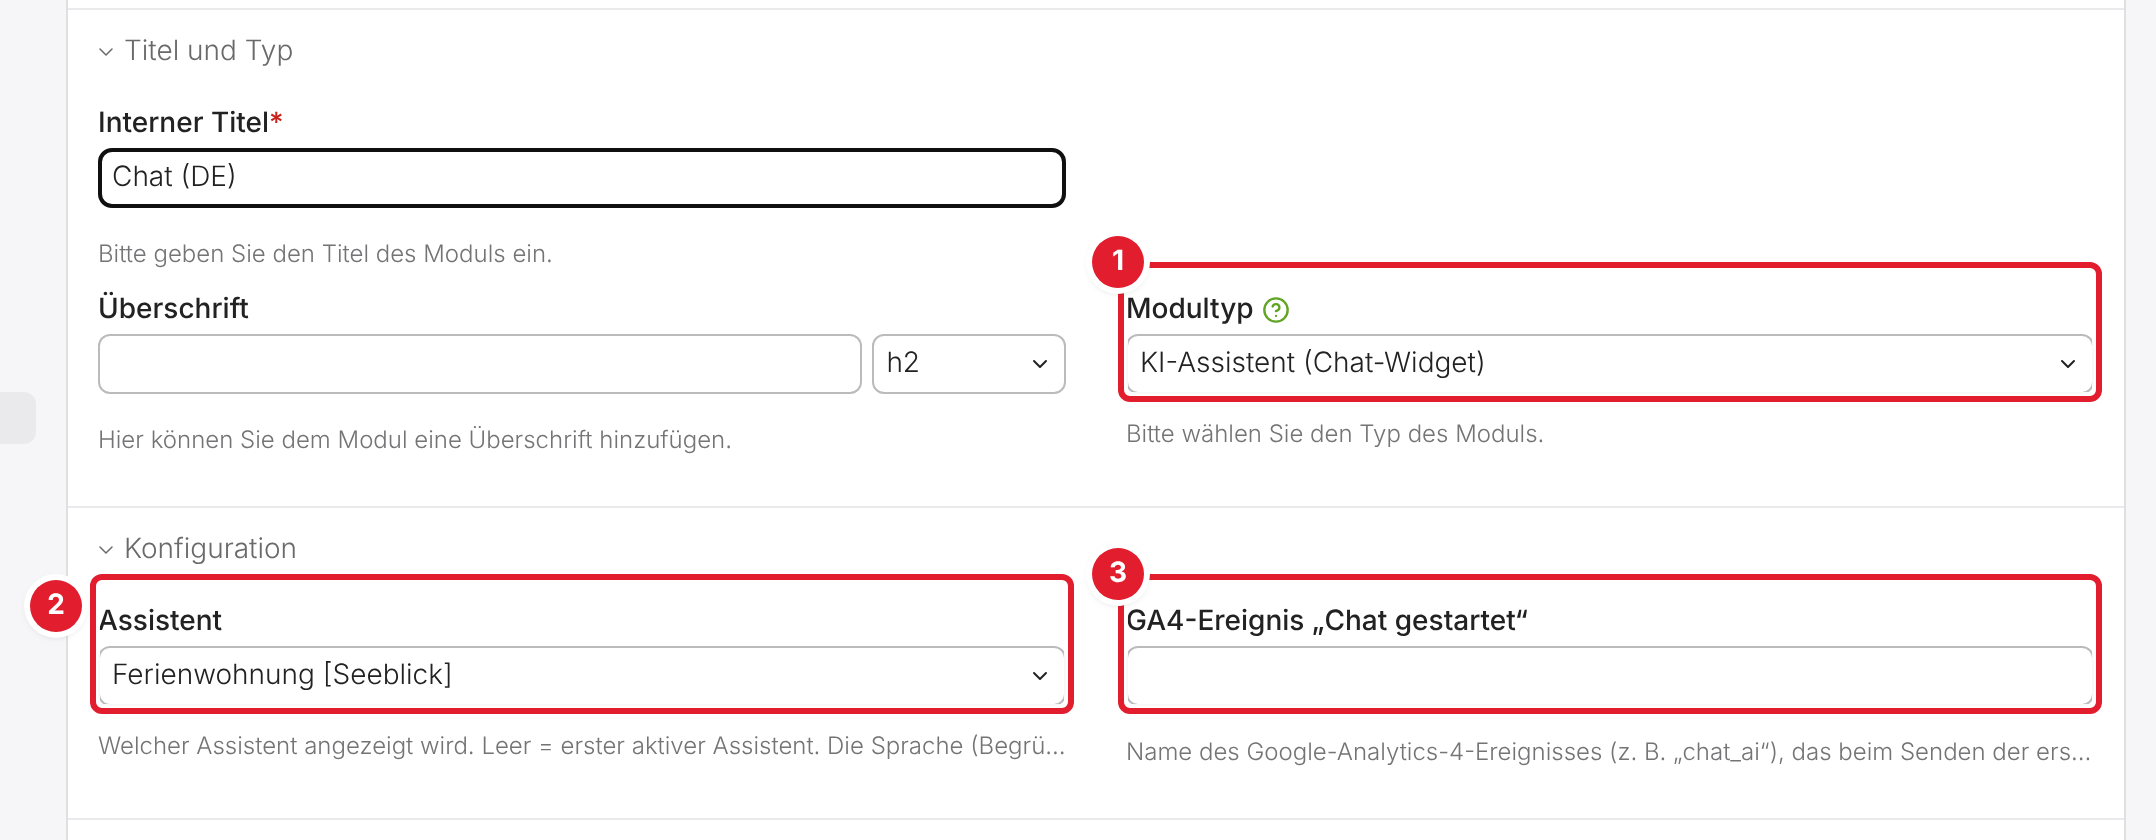 Titel und Typ
Interner Titel*
Chat (DE)
Bitte geben Sie den Titel des Moduls ein.
Überschrift
h2
Hier können Sie dem Modul eine Überschrift hinzufügen.
1
Modultyp ?
KI-Assistent (Chat-Widget)
Bitte wählen Sie den Typ des Moduls.
Konfiguration
2
Assistent
Ferienwohnung [Seeblick]
Welcher Assistent angezeigt wird. Leer = erster aktiver Assistent. Die Sprache (Begrü...
3
GA4-Ereignis „Chat gestartet“
Name des Google-Analytics-4-Ereignisses (z. B. „chat_ai“), das beim Senden der ers...